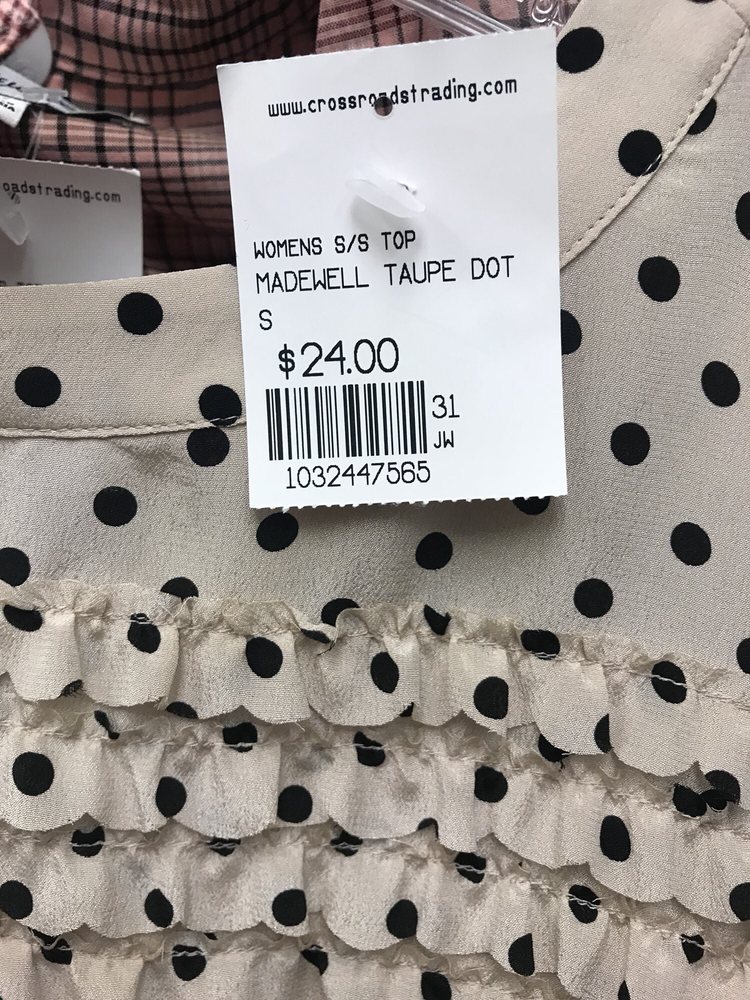 www.crossroadstrading.com
oadstrading.com
WOMENS S/S TOP
MADEWELL TAUPE DOT
S
$24.00
31
JW
1032447565